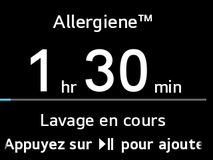 Allergiene™
1 hr 30 min
Lavage en cours
Appuyez sur ▶II pour ajoute